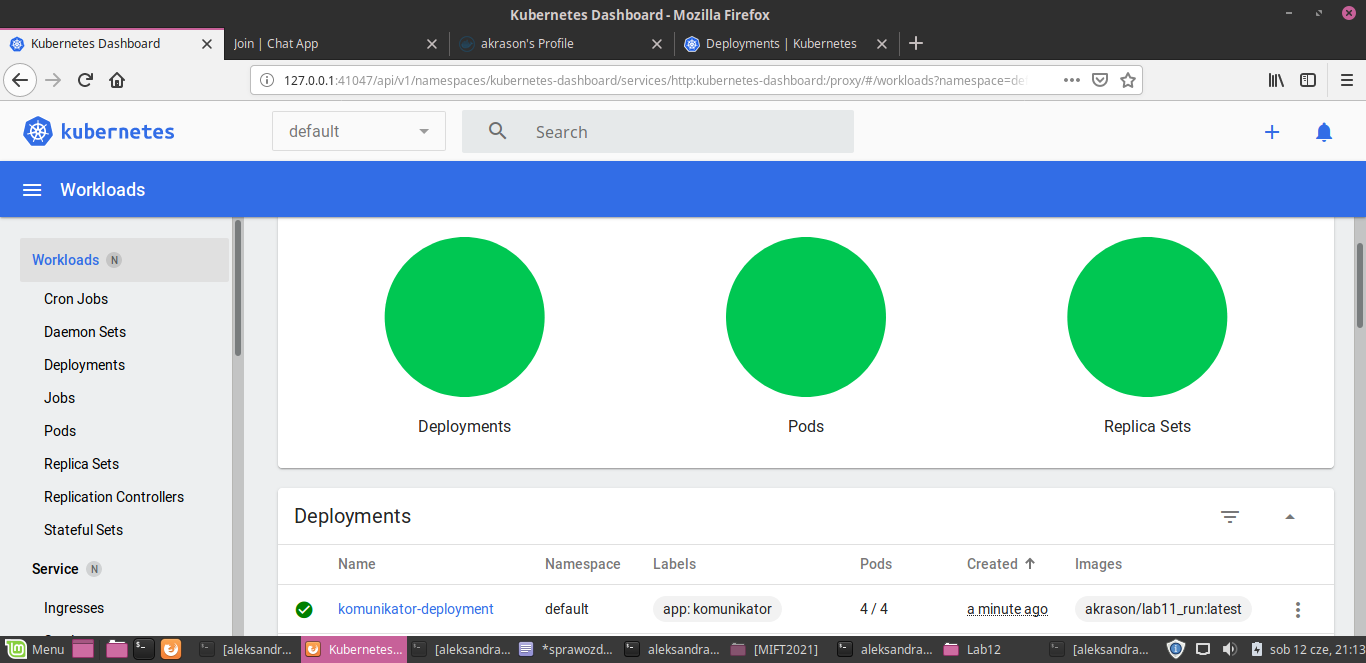 Kubernetes Dashboard - Mozilla Firefox
Kubernetes Dashboard
Join | Chat App
akrason's Profile
Deployments | Kubernetes
127.0.0.1:41047/api/v1/namespaces/kubernetes-dashboard/services/http:kubernetes-dashboard:/proxy/#/workloads?namespace=de
kubernetes
default
Search
Workloads
Workloads N
Cron Jobs
Daemon Sets
Deployments
Jobs
Pods
Replica Sets
Replication Controllers
Stateful Sets
Service N
Ingresses
Deployments
Pods
Replica Sets
Deployments
Name Namespace Labels Pods Created Images
komunikator-deployment default app: komunikator 4 / 4 a minute ago akrason/lab11_run:latest
Menu
[aleksandra...
Kubernetes...
[aleksandra...
*sprawozd...
aleksandra...
[MIFT2021]
aleksandra...
Lab12
[aleksandra...
sob 12 cze, 21:13